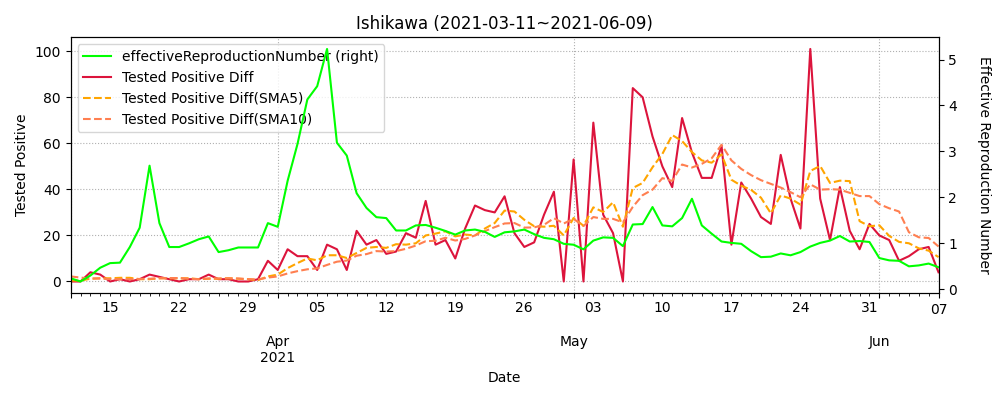 Ishikawa (2021-03-11~2021-06-09)
effectiveReproductionNumber (right)
Tested Positive Diff
Tested Positive Diff(SMA5)
Tested Positive Diff(SMA10)
Tested Positive
100
80
60
40
20
0
Effective Reproduction Number
5
4
3
2
1
0
15 22 29 05 12 19 26 03 10 17 24 31 07
Apr May Jun
2021
Date